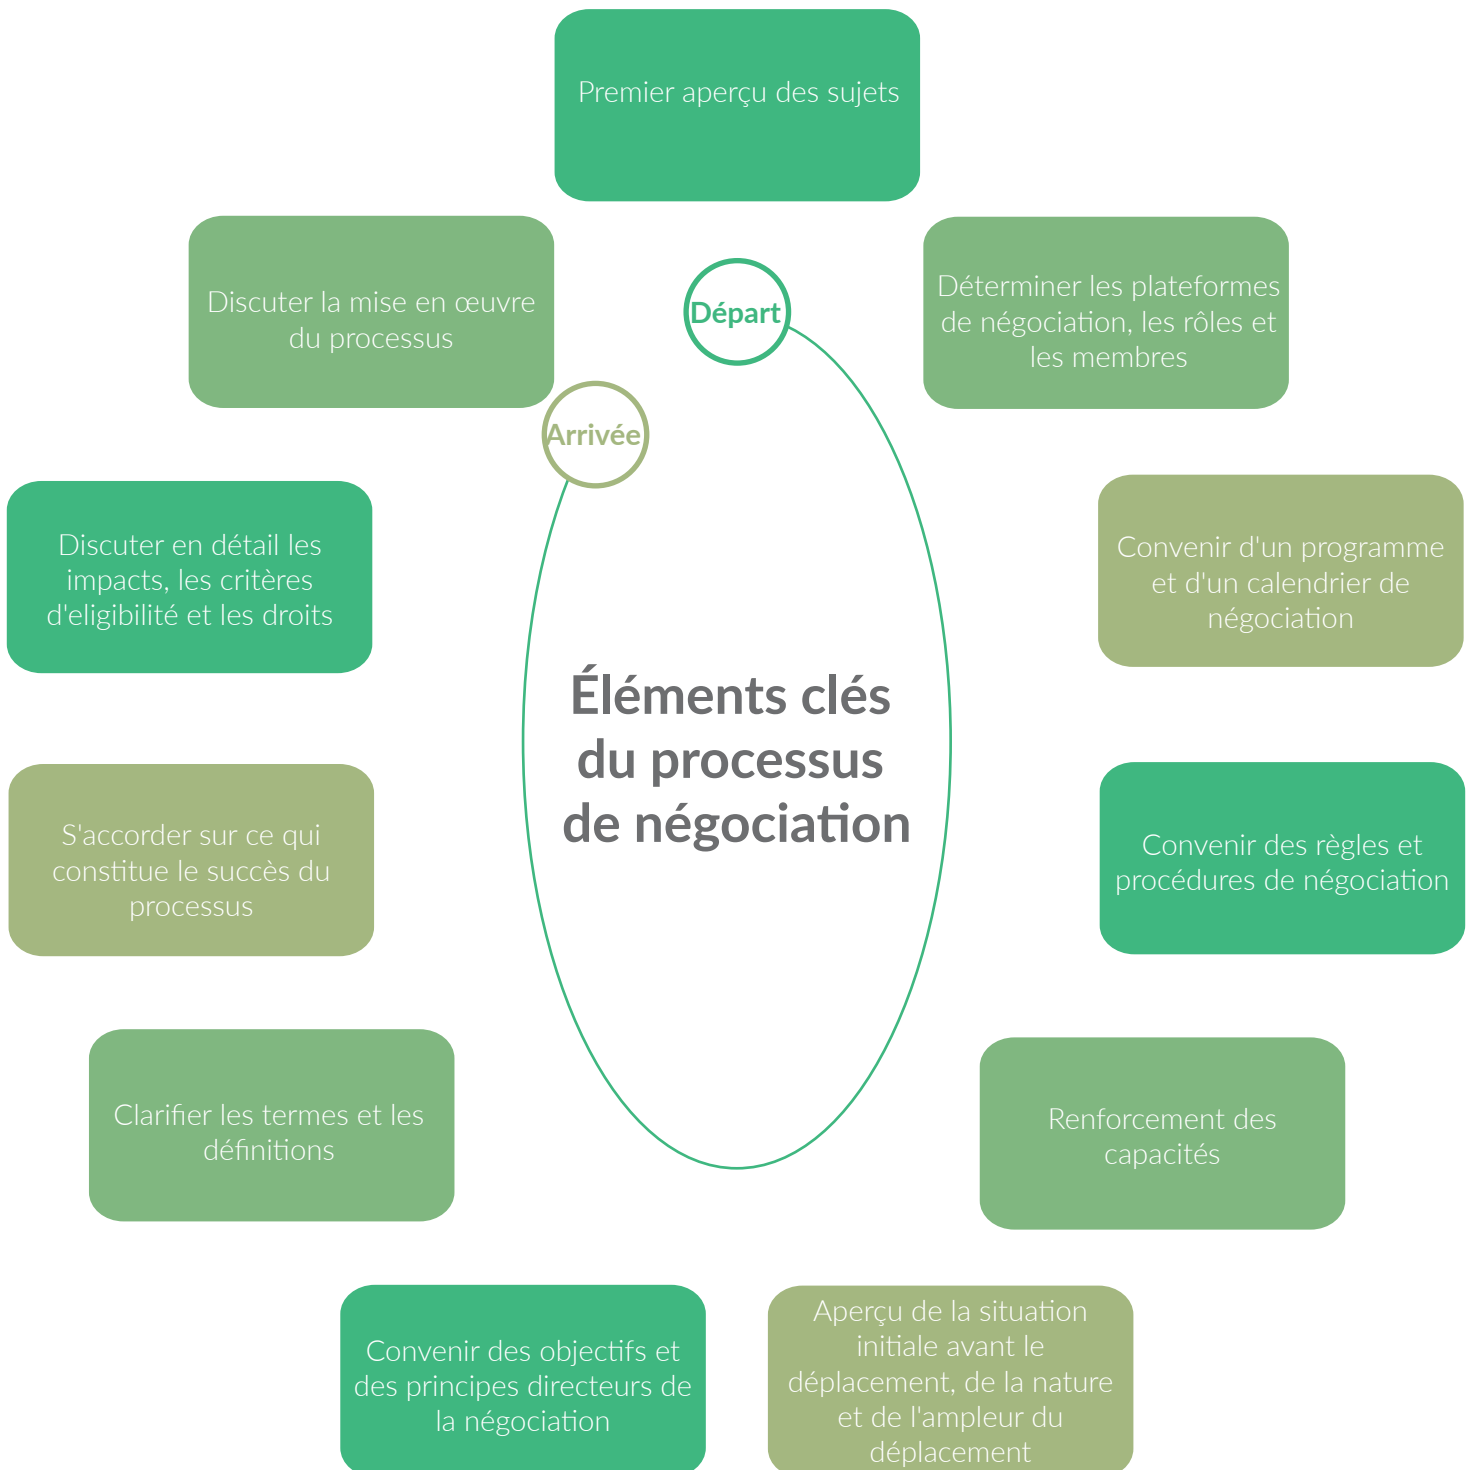 Premier aperçu des sujets
Départ
Déterminer les plateformes
de négociation, les rôles et
les membres
Convenir d'un programme
et d'un calendrier de
négociation
Convenir des règles et
procédures de négociation
Renforcement des
capacités
Aperçu de la situation
initiale avant le
déplacement, de la nature
et de l'ampleur du
déplacement
Convenir des objectifs et
des principes directeurs de
la négociation
Clarifier les termes et les
définitions
S'accorder sur ce qui
constitue le succès du
processus
Discuter en détail les
impacts, les critères
d'eligibilité et les droits
Discuter la mise en œuvre
du processus
Arrivée
Éléments clés
du processus
de négociation